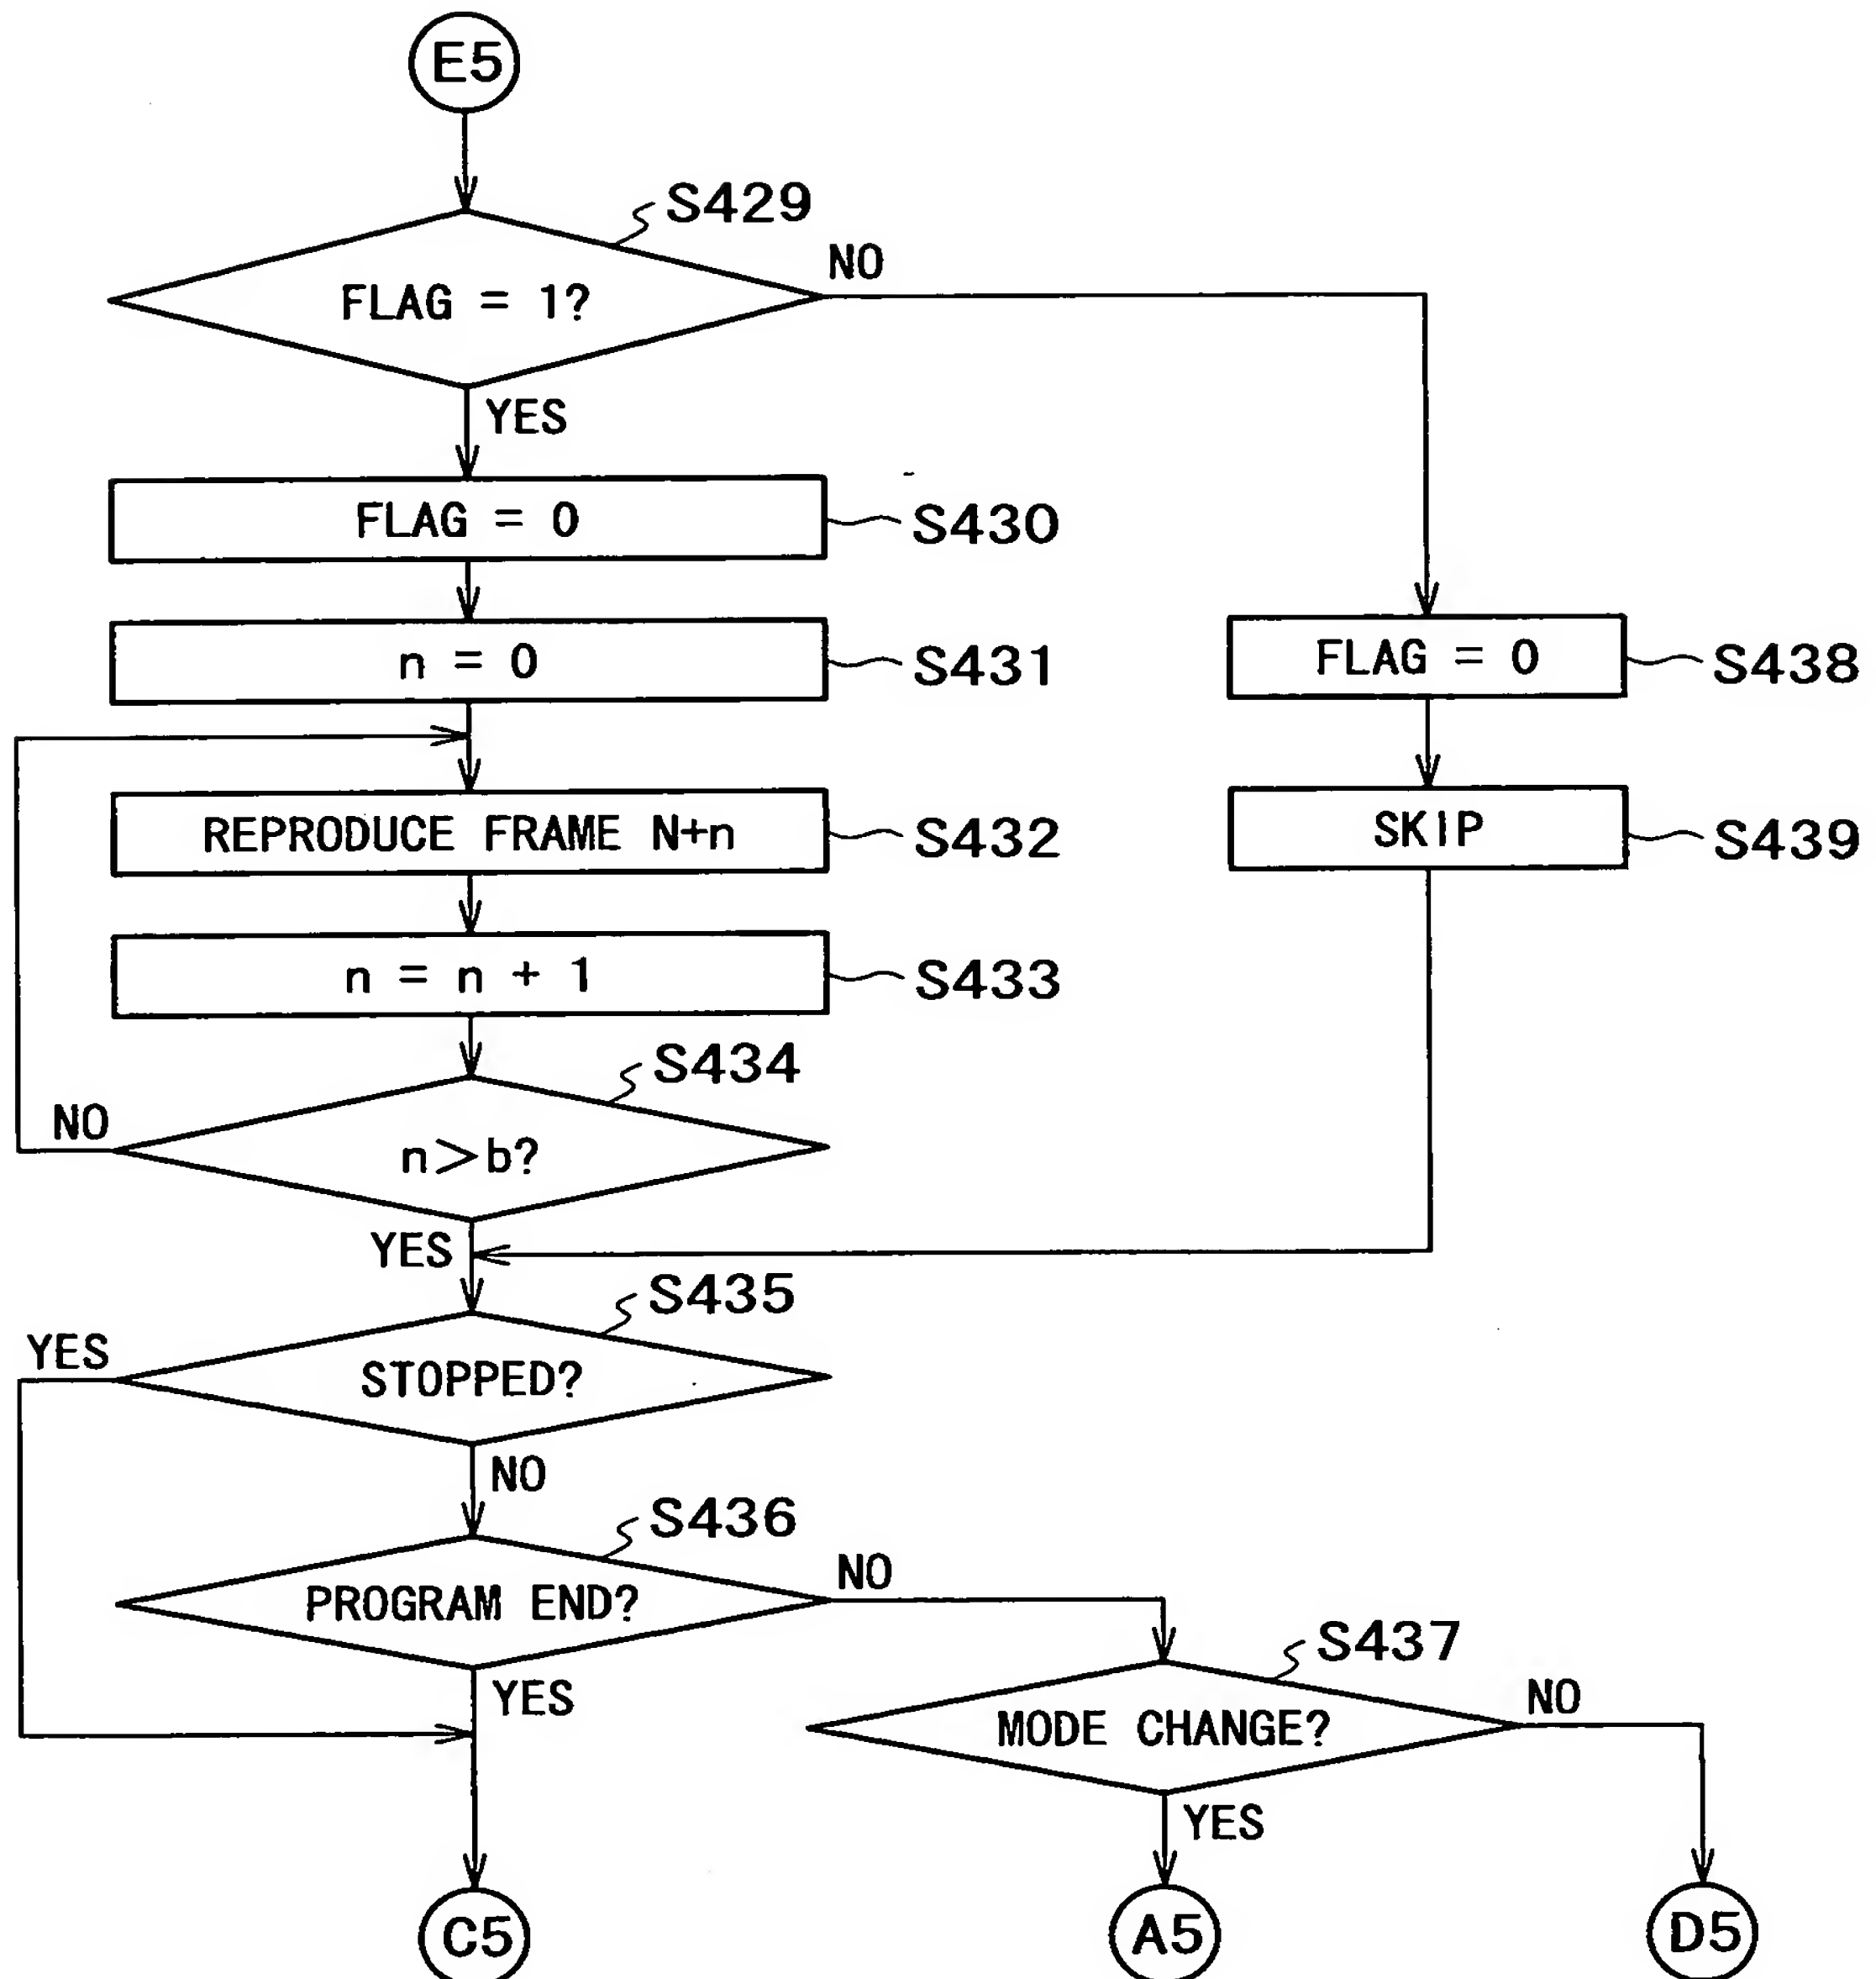 E5
S429
FLAG = 1?
NO
YES
FLAG = 0
S430
n = 0
S431
FLAG = 0
S438
REPRODUCE FRAME N+n
S432
SKIP
S439
n = n + 1
S433
S434
NO
n>b?
YES
S435
YES
STOPPED?
NO
S436
PROGRAM END?
NO
S437
YES
MODE CHANGE?
NO
YES
C5
A5
D5